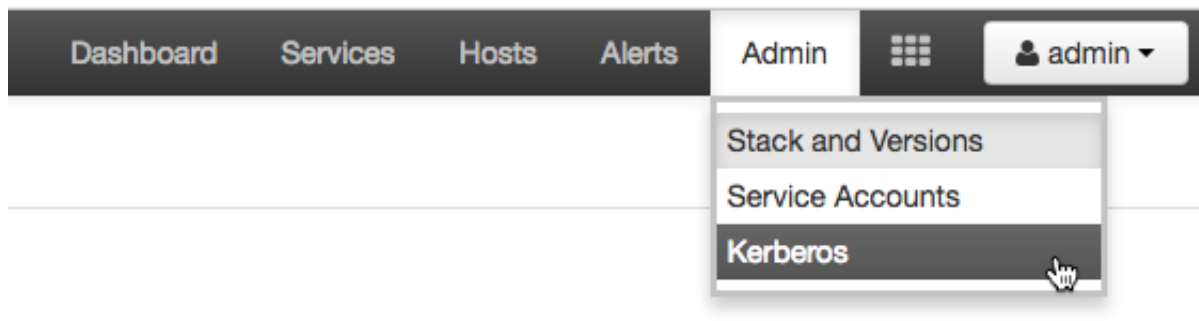 Dashboard Services Hosts Alerts Admin admin
Stack and Versions
Service Accounts
Kerberos